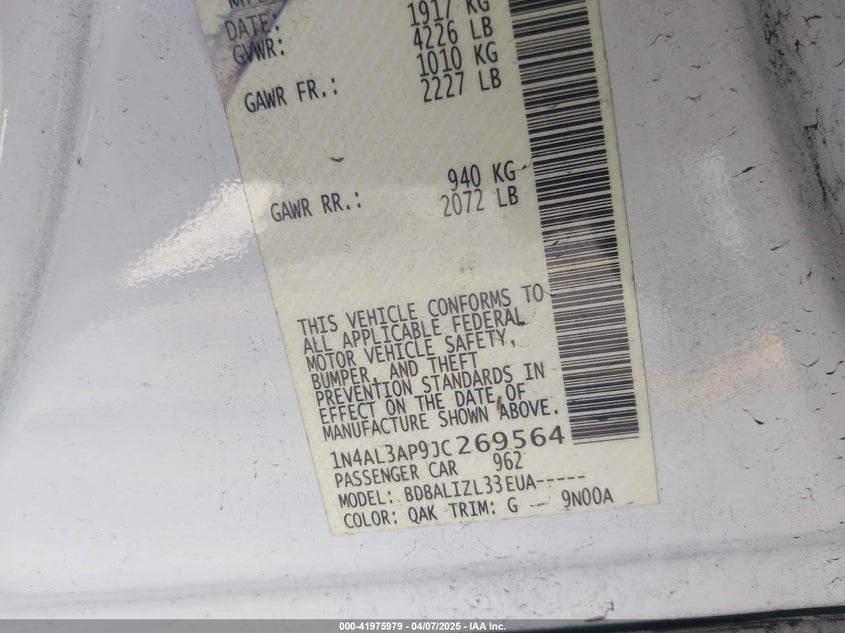 DATE:
1917 KG
GVWR:
4226 LB
1010 KG
GAWR FR.:
2227 LB
940 KG
GAWR RR.:
2072 LB
THIS VEHICLE CONFORMS TO
ALL APPLICABLE FEDERAL
MOTOR VEHICLE SAFETY,
BUMPER, AND THEFT
PREVENTION STANDARDS IN
EFFECT ON THE DATE OF
MANUFACTURE SHOWN ABOVE.
1N4AL3AP9JC269564
PASSENGER CAR 962
MODEL: BDBALIZL33EUA-----
COLOR: QAK TRIM: G 9N00A
000-41975979 - 04/07/2025 - IAA Inc.